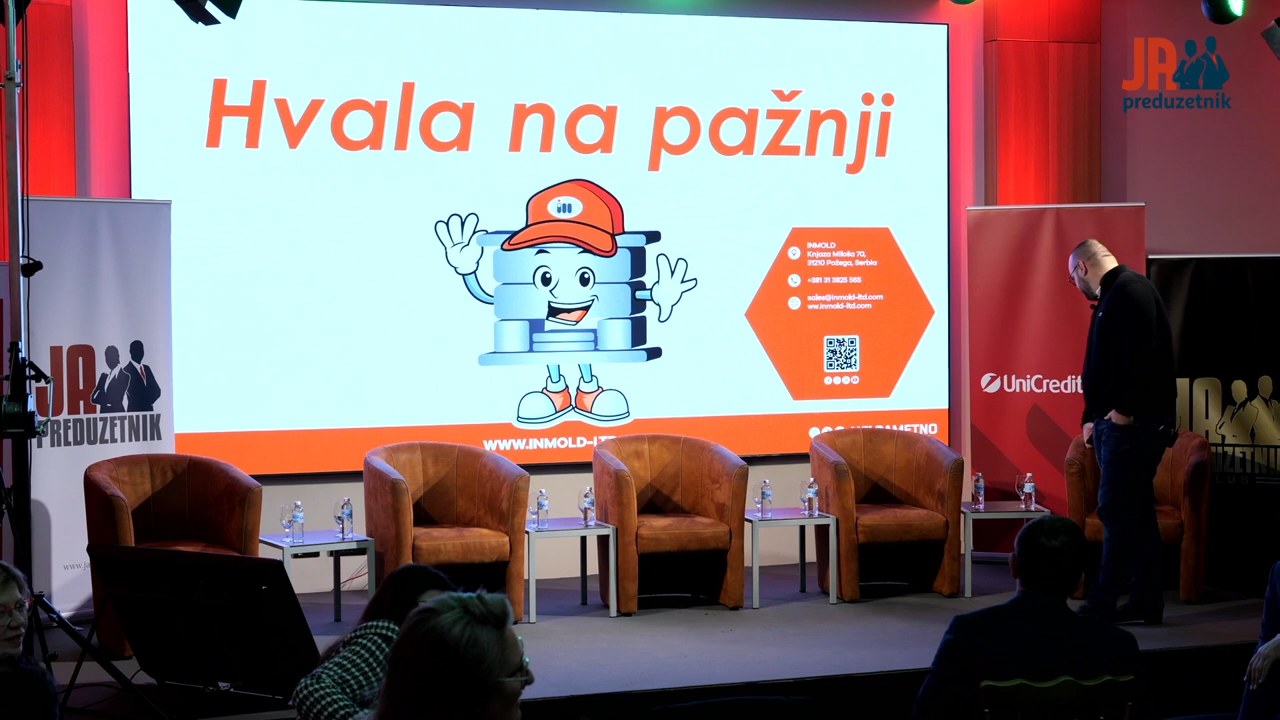 Hvala na pažnji
JA
preduzetnik
INMOLD
Knjaza Miloša 70,
31210 Požega, Serbia
+381 31 3825 565
sales@inmold-ltd.com
ww.inmold-ltd.com
WWW.INMOLD-LT
JA
PREDUZETNIK
UniCredit